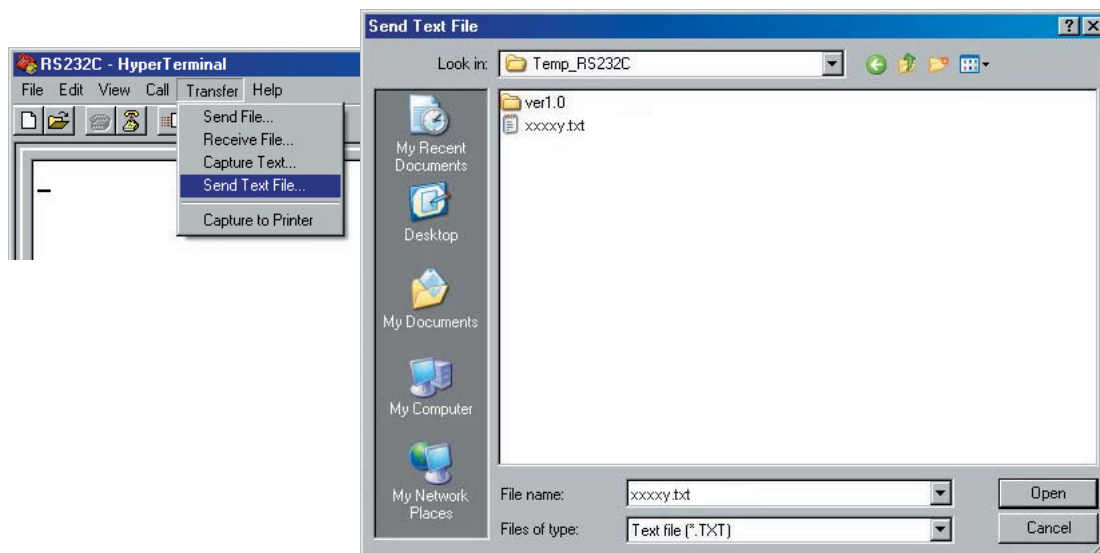 RS232C - HyperTerminal
File Edit View Call Transfer Help
Send File...
Receive File...
Capture Text...
Send Text File...
Capture to Printer
Send Text File
Look in: Temp_RS232C
ver1.0
xxxxy.txt
My Recent
Documents
Desktop
My Documents
My Computer
My Network
Places
File name: xxxxy.txt Open
Files of type: Text file (*.TXT) Cancel